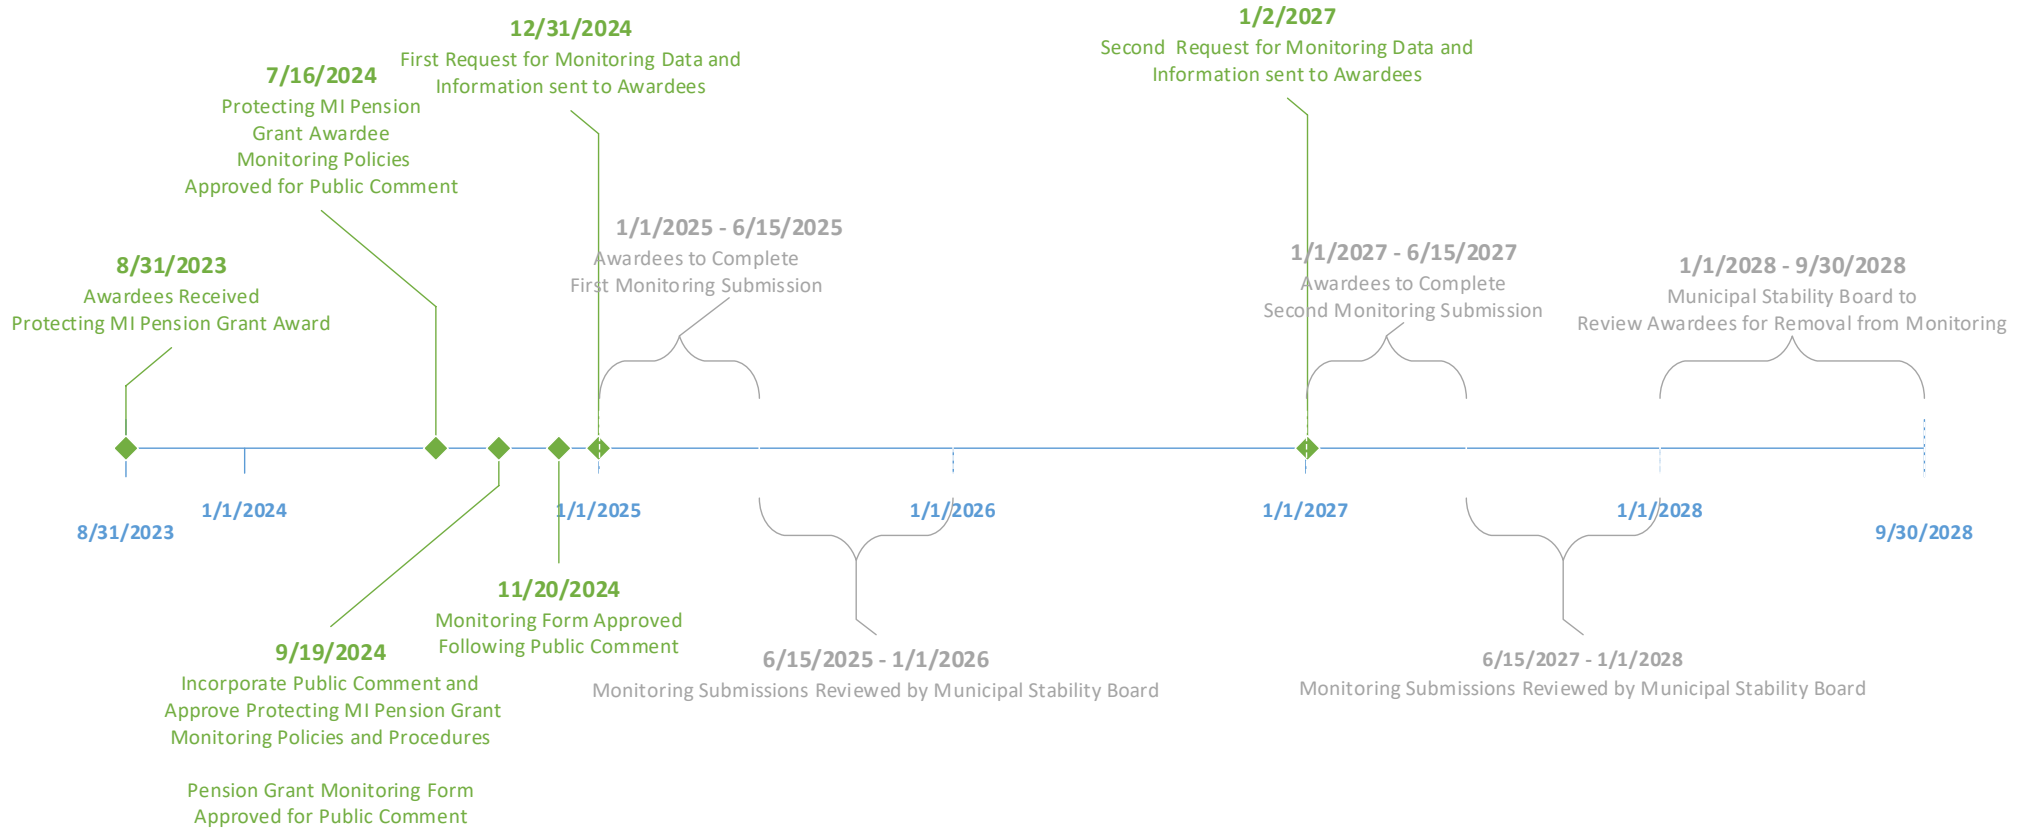 12/31/2024
First Request for Monitoring Data and
Information sent to Awardees
1/2/2027
Second  Request for Monitoring Data and
Information sent to Awardees
7/16/2024
Protecting MI Pension
Grant Awardee
Monitoring Policies
Approved for Public Comment
8/31/2023
Awardees Received
Protecting MI Pension Grant Award
1/1/2025 - 6/15/2025
Awardees to Complete
First Monitoring Submission
1/1/2027 - 6/15/2027
Awardees to Complete
Second Monitoring Submission
1/1/2028 - 9/30/2028
Municipal Stability Board to
Review Awardees for Removal from Monitoring
8/31/2023
1/1/2024
1/1/2025
1/1/2026
1/1/2027
1/1/2028
9/30/2028
9/19/2024
Incorporate Public Comment and
Approve Protecting MI Pension Grant
Monitoring Policies and Procedures
Pension Grant Monitoring Form
Approved for Public Comment
11/20/2024
Monitoring Form Approved
Following Public Comment
6/15/2025 - 1/1/2026
Monitoring Submissions Reviewed by Municipal Stability Board
6/15/2027 - 1/1/2028
Monitoring Submissions Reviewed by Municipal Stability Board